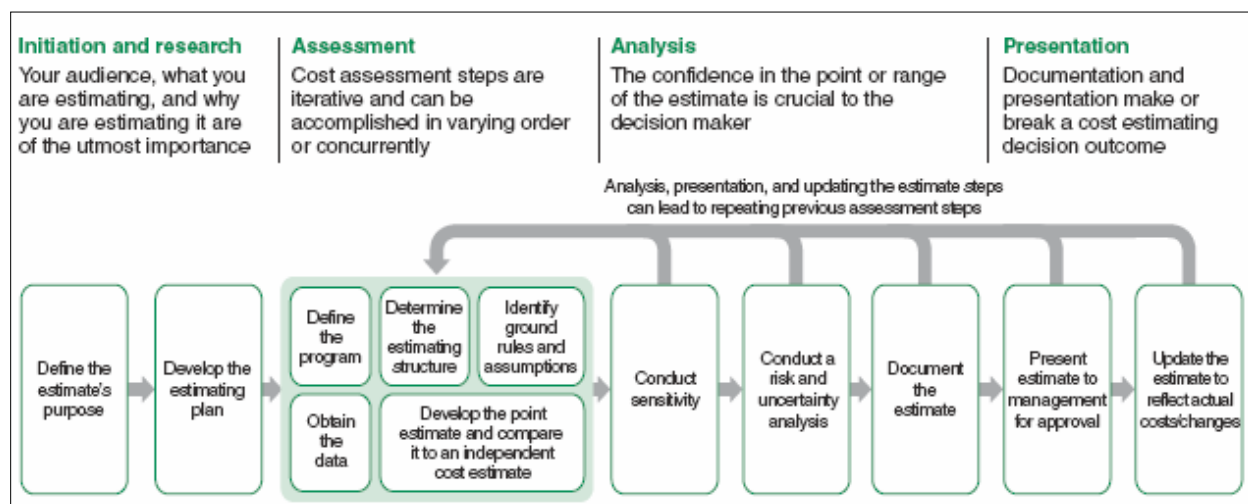 Initiation and research
Your audience, what you
are estimating, and why
you are estimating it are
of the utmost importance
Assessment
Cost assessment steps are
iterative and can be
accomplished in varying order
or concurrently
Analysis
The confidence in the point or range
of the estimate is crucial to the
decision maker
Presentation
Documentation and
presentation make or
break a cost estimating
decision outcome
Analysis, presentation, and updating the estimate steps
can lead to repeating previous assessment steps
Define the
estimate's
purpose
Develop the
estimating
plan
Define
the
program
Determine
the
estimating
structure
Identify
ground
rules and
assumptions
Obtain
the
data
Develop the point
estimate and compare
it to an independent
cost estimate
Conduct
sensitivity
Conduct a
risk and
uncertainty
analysis
Document
the
estimate
Present
estimate to
management
for approval
Update the
estimate to
reflect actual
costs/changes